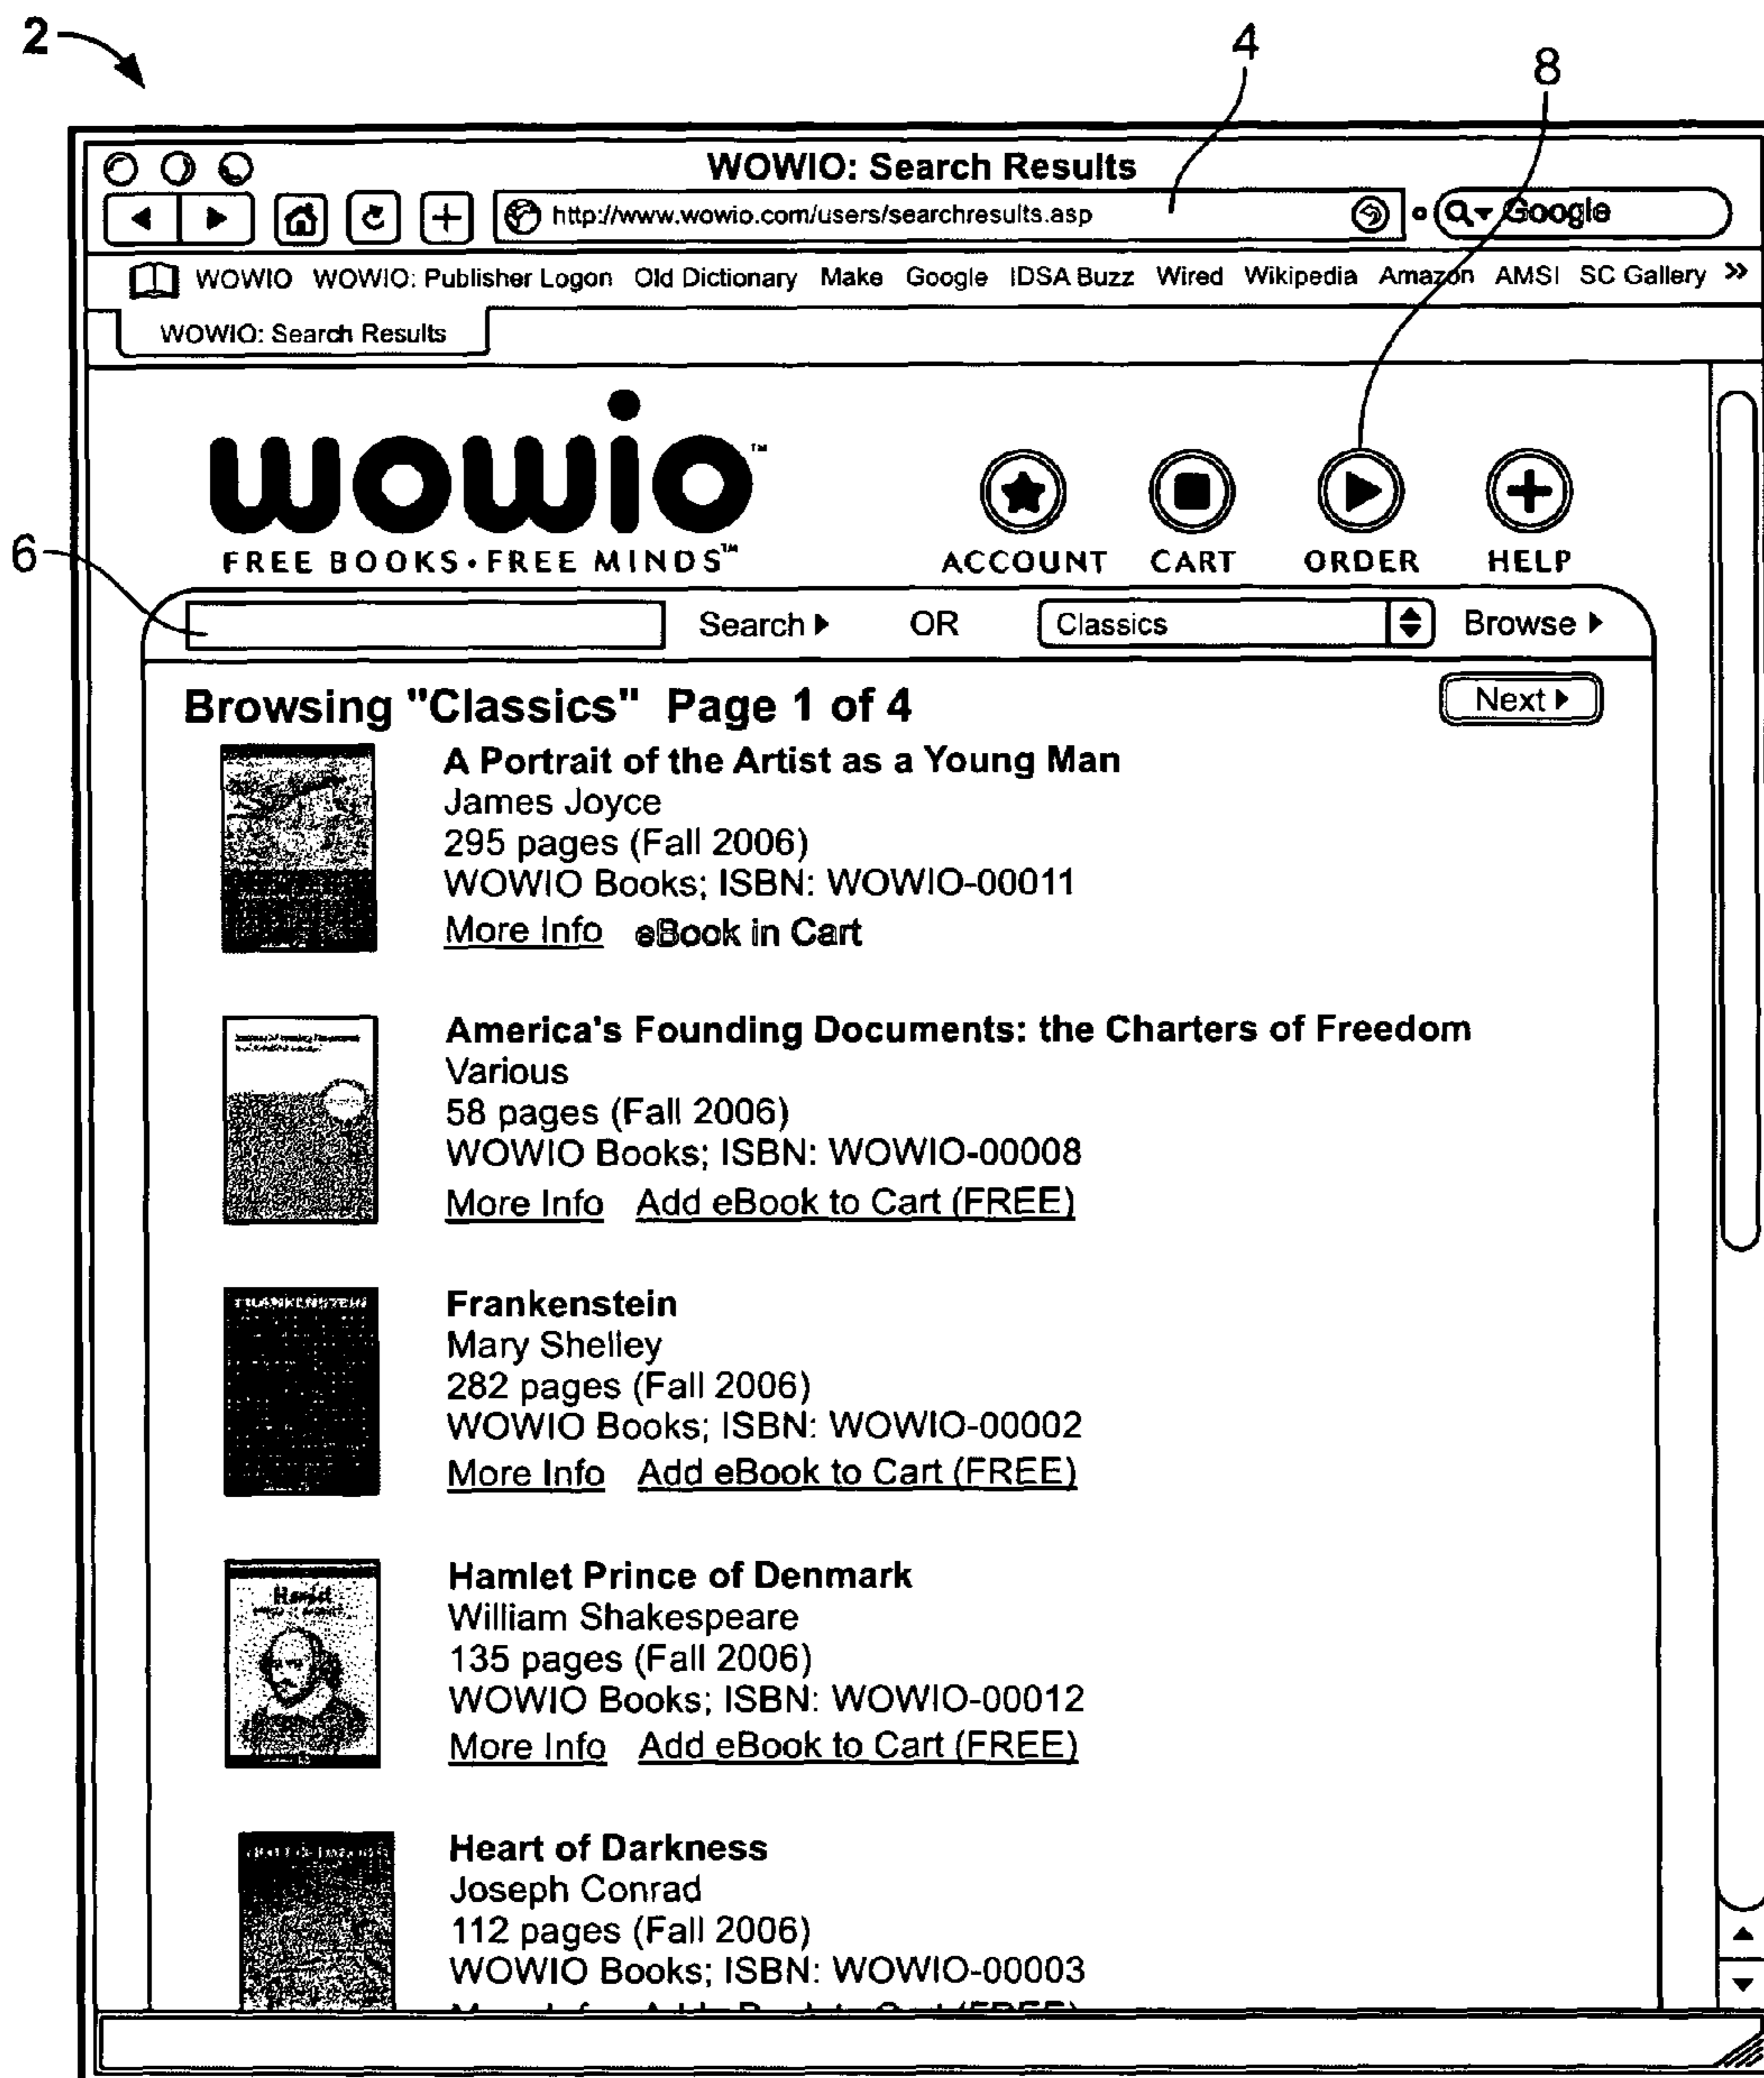 2
4
8
WOWIO: Search Results
http://www.wowio.com/users/searchresults.asp
Google
WOWIO WOWIO: Publisher Logon Old Dictionary Make Google IDSA Buzz Wired Wikipedia Amazon AMSI SC Gallery »
WOWIO: Search Results
wowio™
FREE BOOKS • FREE MINDS™
ACCOUNT CART ORDER HELP
6
Search OR Classics Browse
Browsing "Classics" Page 1 of 4
Next
A Portrait of the Artist as a Young Man
James Joyce
295 pages (Fall 2006)
WOWIO Books; ISBN: WOWIO-00011
More Info eBook in Cart
America's Founding Documents: the Charters of Freedom
Various
58 pages (Fall 2006)
WOWIO Books; ISBN: WOWIO-00008
More Info Add eBook to Cart (FREE)
FRANKENSTEIN
Frankenstein
Mary Shelley
282 pages (Fall 2006)
WOWIO Books; ISBN: WOWIO-00002
More Info Add eBook to Cart (FREE)
Hamlet
Hamlet Prince of Denmark
William Shakespeare
135 pages (Fall 2006)
WOWIO Books; ISBN: WOWIO-00012
More Info Add eBook to Cart (FREE)
Heart of Darkness
Joseph Conrad
112 pages (Fall 2006)
WOWIO Books; ISBN: WOWIO-00003